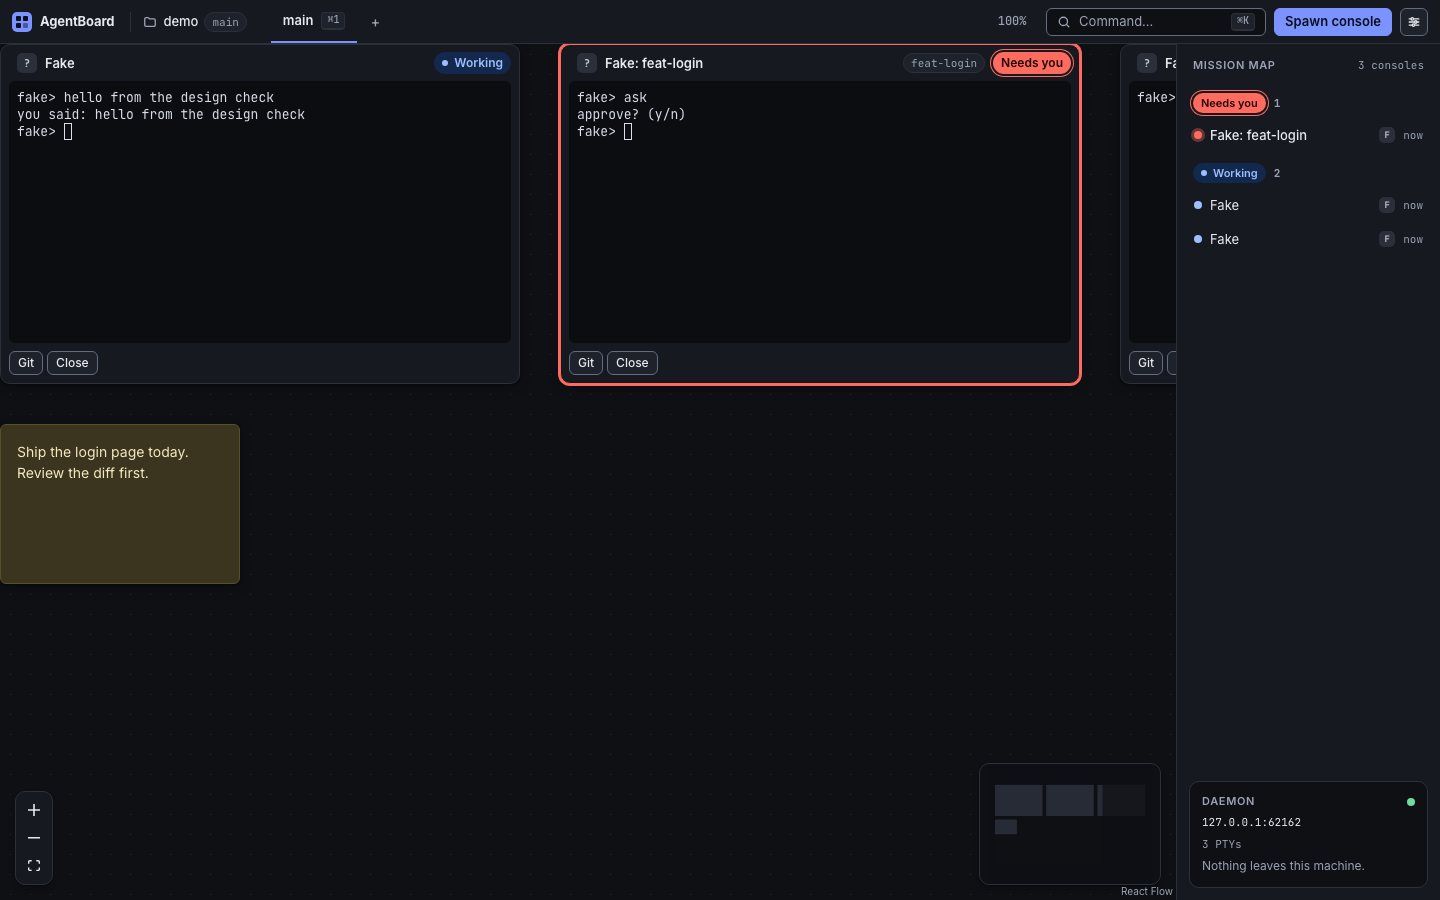 AgentBoard
demo main
main ⌘1 +
100%
Command... ⌘K
Spawn console
? Fake
Working
fake> hello from the design check
you said: hello from the design check
fake>
Git Close
? Fake: feat-login
feat-login
Needs you
fake> ask
approve? (y/n)
fake>
Git Close
? Fa
fake>
Git
Ship the login page today.
Review the diff first.
MISSION MAP
3 consoles
Needs you 1
Fake: feat-login F now
Working 2
Fake F now
Fake F now
DAEMON
127.0.0.1:62162
3 PTYs
Nothing leaves this machine.
React Flow